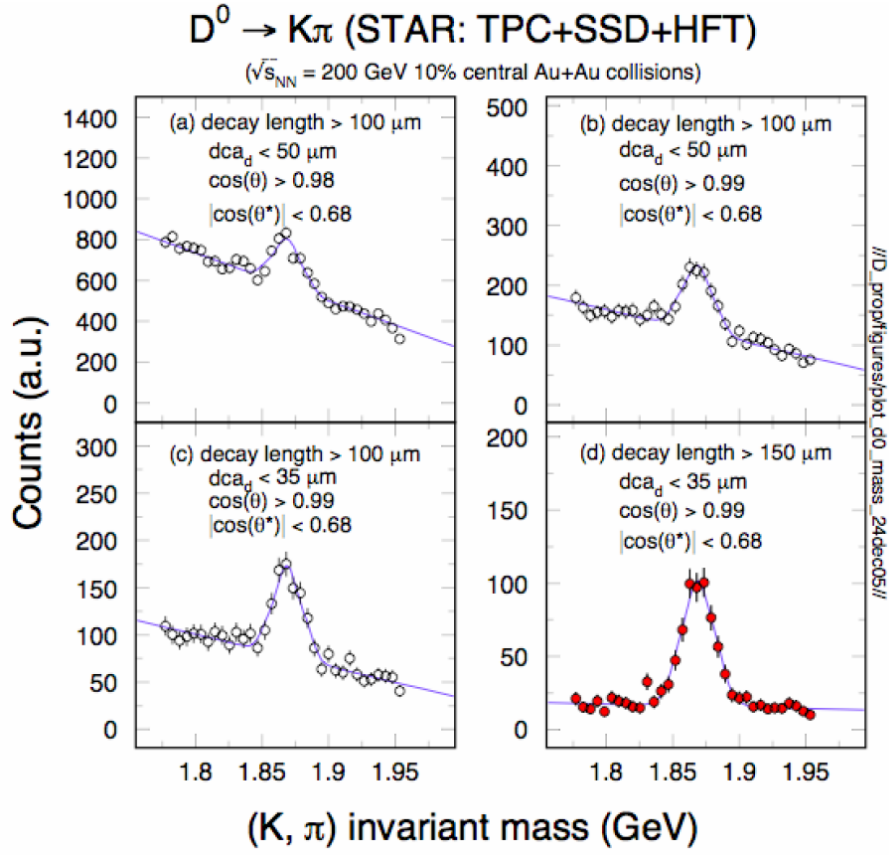 D⁰ → Kπ (STAR: TPC+SSD+HFT)
(√s_NN = 200 GeV 10% central Au+Au collisions)
Counts (a.u.)
1400
1200
1000
800
600
400
200
0
(a) decay length > 100 μm
dca_d < 50 μm
cos(θ) > 0.98
|cos(θ*)| < 0.68
500
400
300
200
100
0
(b) decay length > 100 μm
dca_d < 50 μm
cos(θ) > 0.99
|cos(θ*)| < 0.68
300
250
200
150
100
50
0
(c) decay length > 100 μm
dca_d < 35 μm
cos(θ) > 0.99
|cos(θ*)| < 0.68
200
150
100
50
0
(d) decay length > 150 μm
dca_d < 35 μm
cos(θ) > 0.99
|cos(θ*)| < 0.68
1.8 1.85 1.9 1.95
1.8 1.85 1.9 1.95
(K, π) invariant mass (GeV)
//D_prop/figures/plot_d0_mass_24dec05//